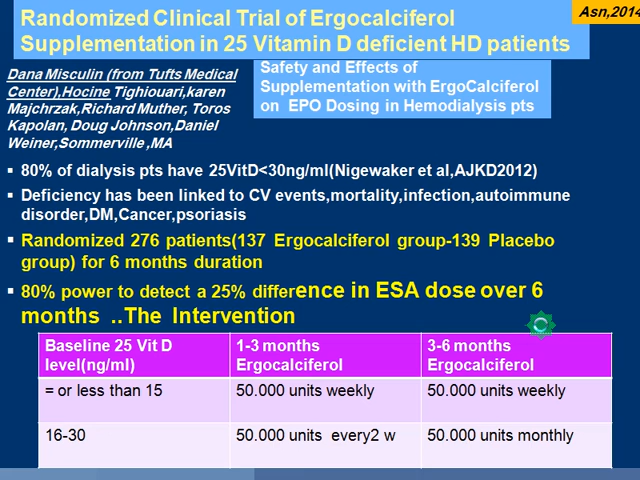 Asn,2014
Randomized Clinical Trial of Ergocalciferol
Supplementation in 25 Vitamin D deficient HD patients
Dana Misculin (from Tufts Medical
Center),Hocine Tighiouari,karen
Majchrzak,Richard Muther, Toros
Kapolan, Doug Johnson,Daniel
Weiner,Sommerville ,MA
Safety and Effects of
Supplementation with ErgoCalciferol
on EPO Dosing in Hemodialysis pts
▪ 80% of dialysis pts have 25VitD<30ng/ml(Nigewaker et al,AJKD2012)
▪ Deficiency has been linked to CV events,mortality,infection,autoimmune
disorder,DM,Cancer,psoriasis
▪ Randomized 276 patients(137 Ergocalciferol group-139 Placebo
group) for 6 months duration
▪ 80% power to detect a 25% difference in ESA dose over 6
months ..The Intervention
Baseline 25 Vit D
level(ng/ml)
1-3 months
Ergocalciferol
3-6 months
Ergocalciferol
= or less than 15
50.000 units weekly
50.000 units weekly
16-30
50.000 units every2 w
50.000 units monthly